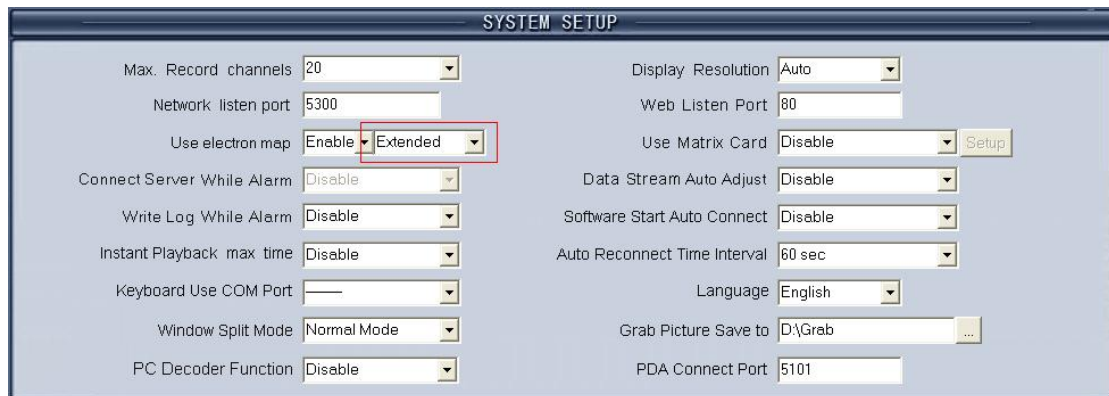 SYSTEM SETUP
Max. Record channels 20 Display Resolution Auto
Network listen port 5300 Web Listen Port 80
Use electron map Enable Extended Use Matrix Card Disable Setup
Connect Server While Alarm Disable Data Stream Auto Adjust Disable
Write Log While Alarm Disable Software Start Auto Connect Disable
Instant Playback max time Disable Auto Reconnect Time Interval 60 sec
Keyboard Use COM Port —— Language English
Window Split Mode Normal Mode Grab Picture Save to D:\Grab ...
PC Decoder Function Disable PDA Connect Port 5101